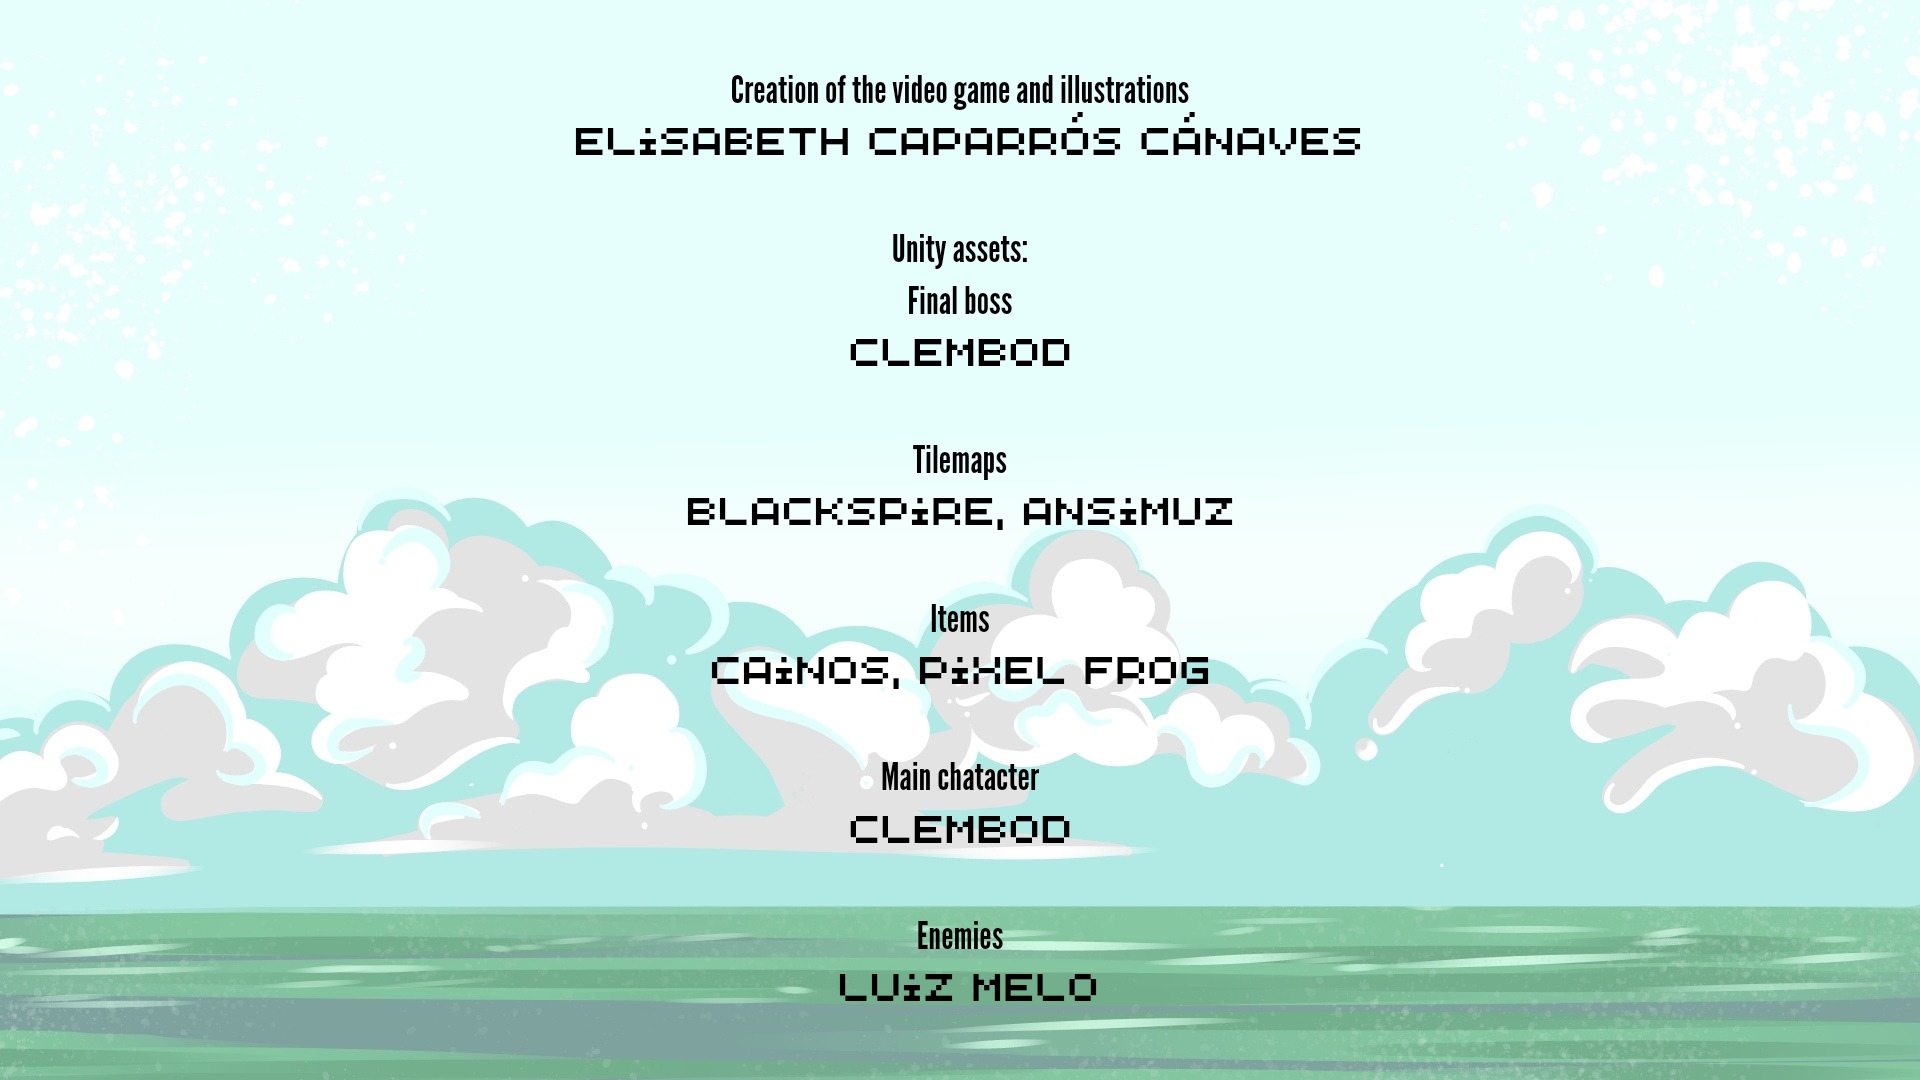 Creation of the video game and illustrations
ELiSABETH CAPARRÓS CÁNAVES
Unity assets:
Final boss
CLEMBOD
Tilemaps
BLACKSPiRE, ANSiMUZ
Items
CAiNOS, PiXEL FROG
Main chatacter
CLEMBOD
Enemies
LUiZ MELO